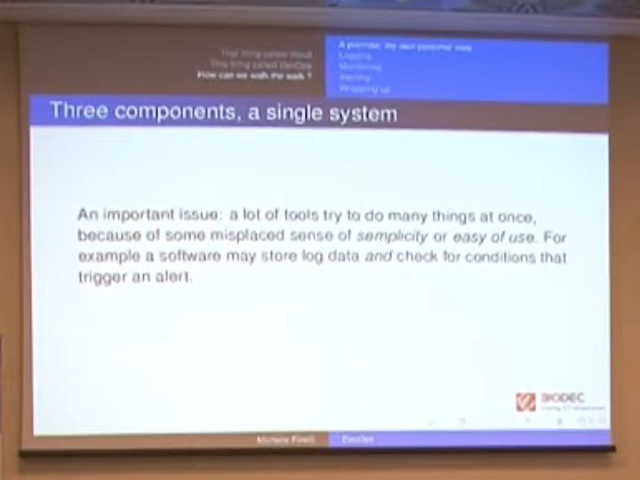 That thing called cloud
This thing called DevOps
How can we walk the walk ?
A premise: my own personal view
Logging
Monitoring
Alerting
Wrapping up
Three components, a single system
An important issue: a lot of tools try to do many things at once,
because of some misplaced sense of semplicity or easy of use. For
example a software may store log data and check for conditions that
trigger an alert.
BIODEC
DevOps